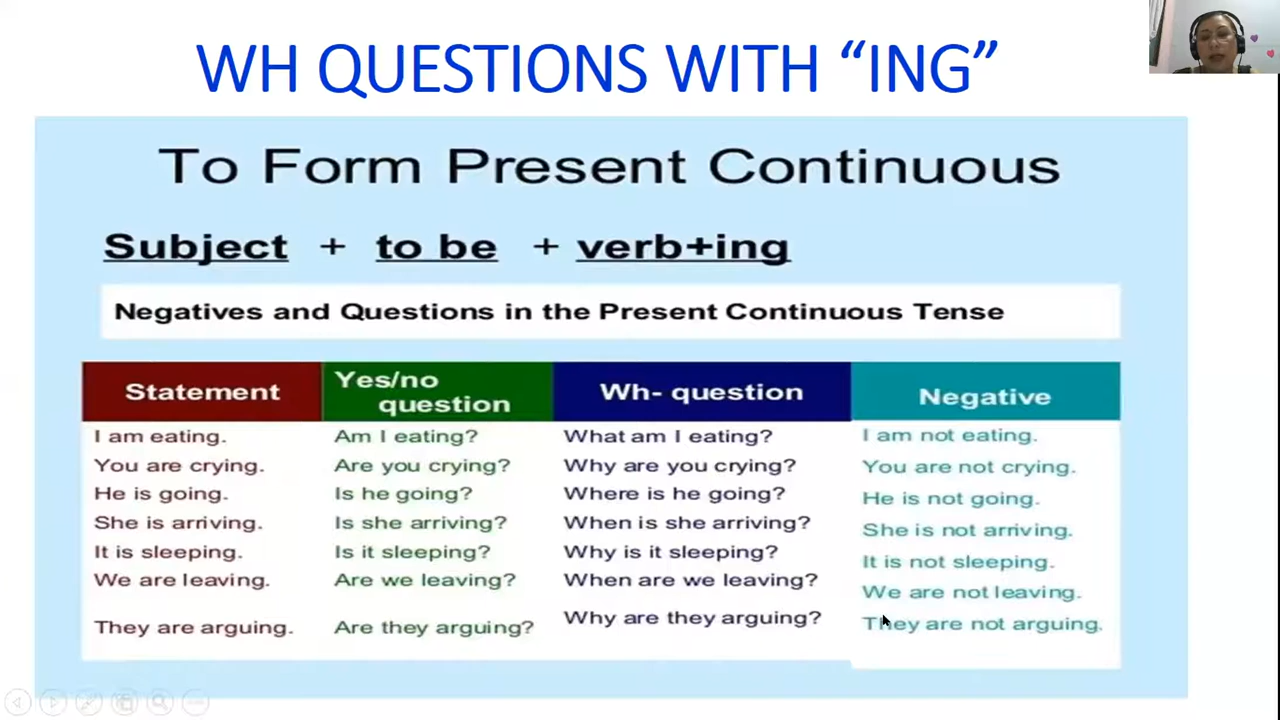 WH QUESTIONS WITH “ING”
To Form Present Continuous
Subject + to be + verb+ing
Negatives and Questions in the Present Continuous Tense
Statement
Yes/no
question
Wh- question
Negative
I am eating.
Am I eating?
What am I eating?
I am not eating.
You are crying.
Are you crying?
Why are you crying?
You are not crying.
He is going.
Is he going?
Where is he going?
He is not going.
She is arriving.
Is she arriving?
When is she arriving?
She is not arriving.
It is sleeping.
Is it sleeping?
Why is it sleeping?
It is not sleeping.
We are leaving.
Are we leaving?
When are we leaving?
We are not leaving.
They are arguing.
Are they arguing?
Why are they arguing?
They are not arguing.